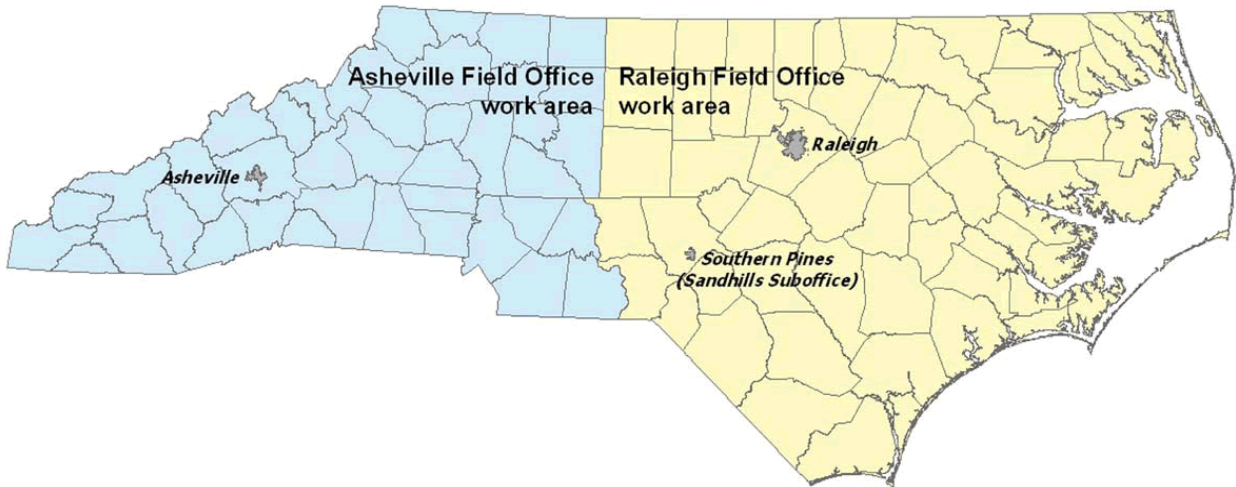 Asheville Field Office
work area
Raleigh Field Office
work area
Asheville
Raleigh
Southern Pines
(Sandhills Suboffice)